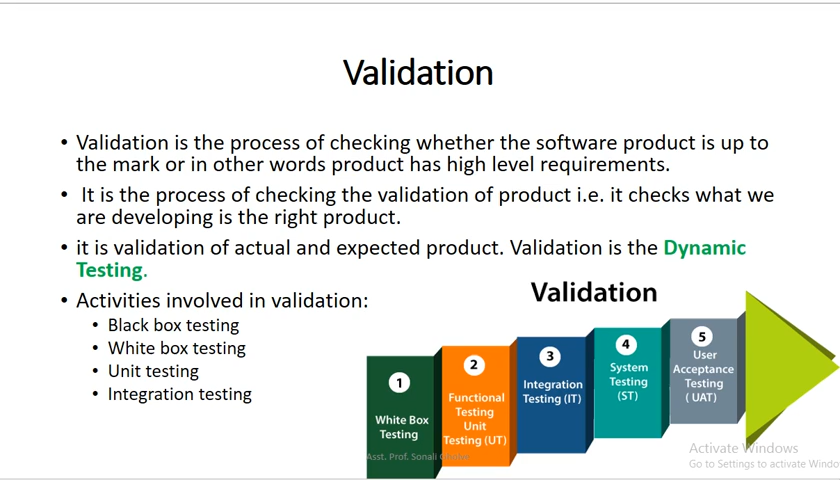 Validation
• Validation is the process of checking whether the software product is up to
the mark or in other words product has high level requirements.
• It is the process of checking the validation of product i.e. it checks what we
are developing is the right product.
• it is validation of actual and expected product. Validation is the Dynamic
Testing.
• Activities involved in validation:
• Black box testing
• White box testing
• Unit testing
• Integration testing
Validation
1
White Box
Testing
2
Functional
Testing
Unit
Testing (UT)
3
Integration
Testing (IT)
4
System
Testing
(ST)
5
User
Acceptance
Testing
( UAT)
Asst. Prof. Sonali
Activate Windows
Go to Settings to activate Windo